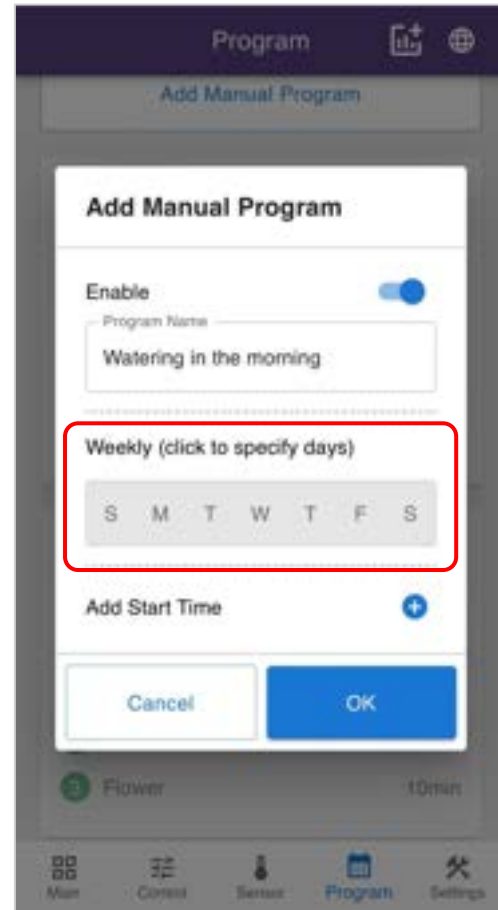 Program
Add Manual Program
Add Manual Program
Enable
Program Name
Watering in the morning
Weekly (click to specify days)
S M T W T F S
Add Start Time
Cancel OK
Flower 10min
Main Control Sensor Program Settings